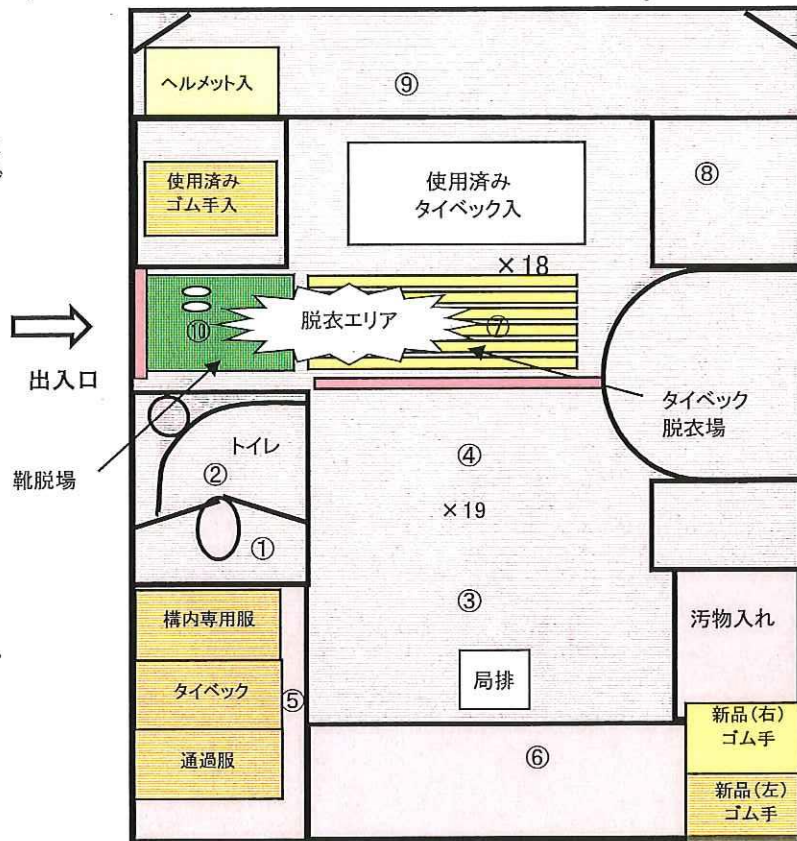 ヘルメット入
⑨
使用済み
ゴム手入
使用済み
タイベック入
⑧
×18
⑩
脱衣エリア
⑦
出入口
タイベック
脱衣場
トイレ
④
靴脱場
②
×19
①
③
構内専用服
汚物入れ
局排
タイベック
⑤
新品(右)
ゴム手
通過服
⑥
新品(左)
ゴム手